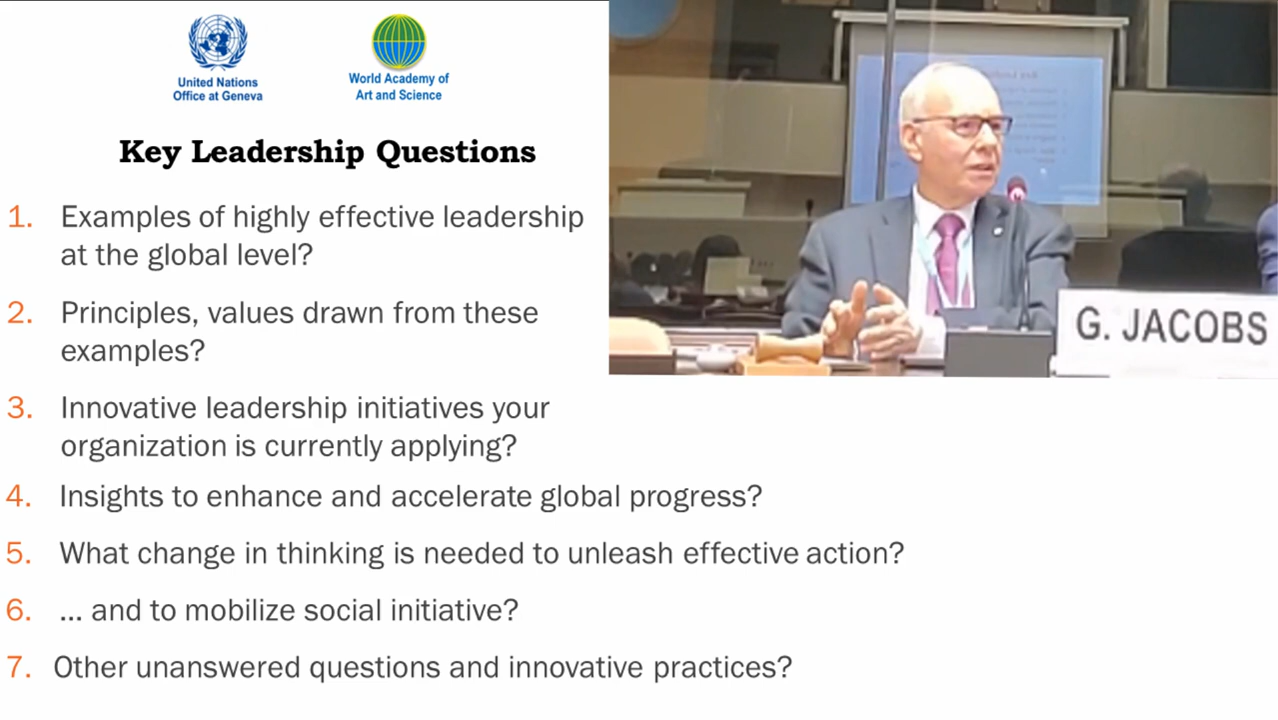 United Nations
Office at Geneva
World Academy of
Art and Science
Key Leadership Questions
1. Examples of highly effective leadership
at the global level?
2. Principles, values drawn from these
examples?
3. Innovative leadership initiatives your
organization is currently applying?
4. Insights to enhance and accelerate global progress?
5. What change in thinking is needed to unleash effective action?
6. ... and to mobilize social initiative?
7. Other unanswered questions and innovative practices?
G. JACOBS